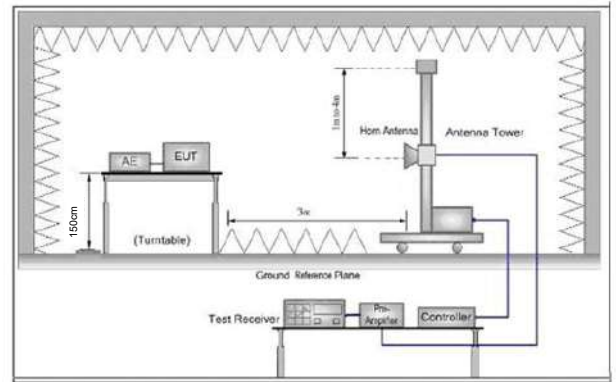 1m to 4m
Horn Antenna
Antenna Tower
AE
EUT
150cm
3m
(Turntable)
Ground Reference Plane
Test Receiver
Pre-
Amplifier
Controller